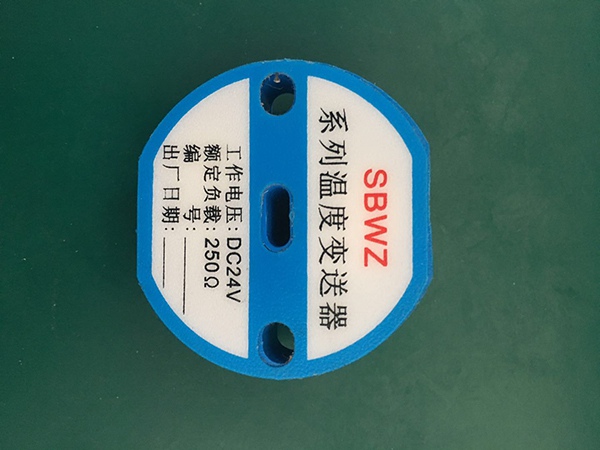 SBWZ
系列温度变送器
工作电压: DC24V
额定负载: 250Ω
编 号:
出厂日期: